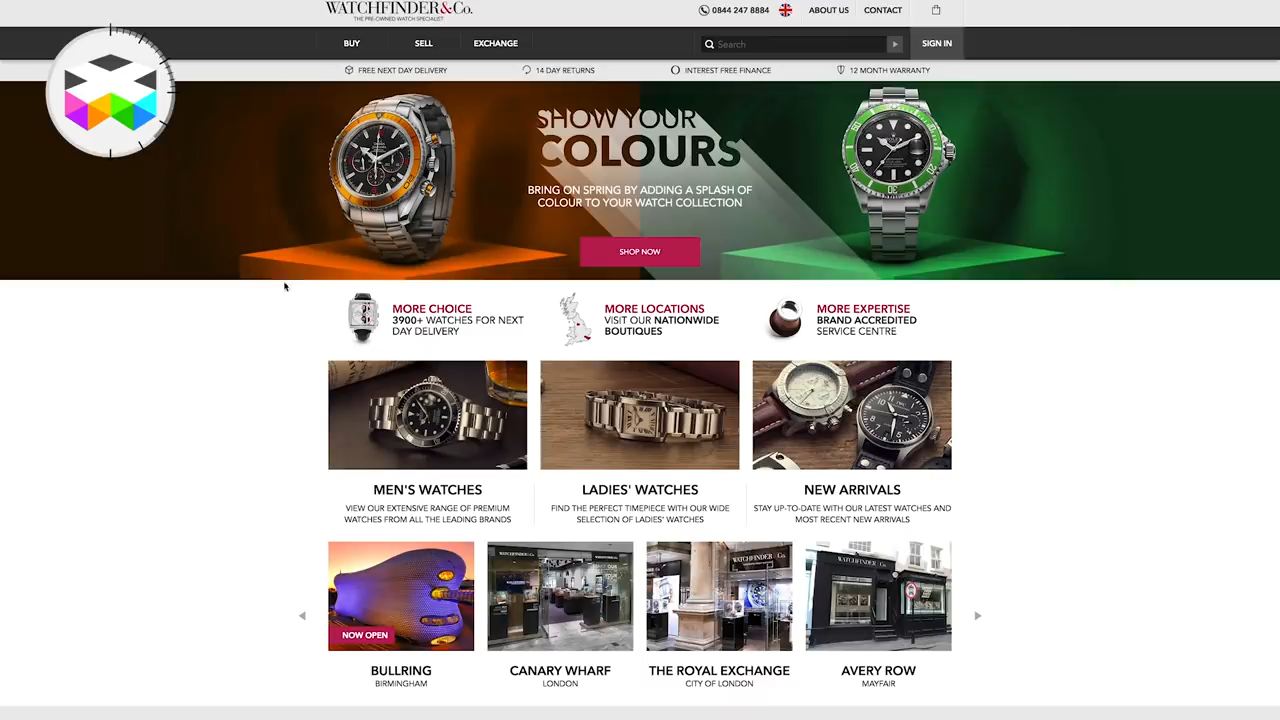 WATCHFINDER&Co.
THE PRE-OWNED WATCH SPECIALIST
0844 247 8884
ABOUT US
CONTACT
BUY
SELL
EXCHANGE
Search
SIGN IN
FREE NEXT DAY DELIVERY
14 DAY RETURNS
INTEREST FREE FINANCE
12 MONTH WARRANTY
SHOW YOUR
COLOURS
BRING ON SPRING BY ADDING A SPLASH OF
COLOUR TO YOUR WATCH COLLECTION
SHOP NOW
MORE CHOICE
3900+ WATCHES FOR NEXT
DAY DELIVERY
MORE LOCATIONS
VISIT OUR NATIONWIDE
BOUTIQUES
MORE EXPERTISE
BRAND ACCREDITED
SERVICE CENTRE
MEN'S WATCHES
VIEW OUR EXTENSIVE RANGE OF PREMIUM
WATCHES FROM ALL THE LEADING BRANDS
LADIES' WATCHES
FIND THE PERFECT TIMEPIECE WITH OUR WIDE
SELECTION OF LADIES' WATCHES
NEW ARRIVALS
STAY UP-TO-DATE WITH OUR LATEST WATCHES AND
MOST RECENT NEW ARRIVALS
NOW OPEN
WATCHFINDER & Co.
WATCHFINDER & Co.
WATCHFINDER & Co.
BULLRING
BIRMINGHAM
CANARY WHARF
LONDON
THE ROYAL EXCHANGE
CITY OF LONDON
AVERY ROW
MAYFAIR